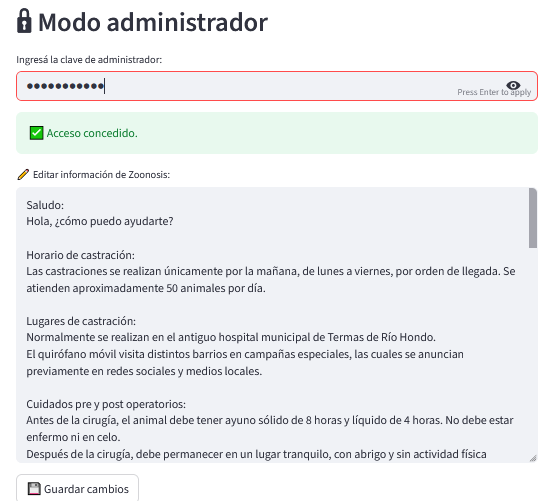 🔒 Modo administrador
Ingresá la clave de administrador:
•••••••••••
Press Enter to apply
✅ Acceso concedido.
✏️ Editar información de Zoonosis:
Saludo:
Hola, ¿cómo puedo ayudarte?
Horario de castración:
Las castraciones se realizan únicamente por la mañana, de lunes a viernes, por orden de llegada. Se
atienden aproximadamente 50 animales por día.
Lugares de castración:
Normalmente se realizan en el antiguo hospital municipal de Termas de Río Hondo.
El quirófano móvil visita distintos barrios en campañas especiales, las cuales se anuncian
previamente en redes sociales y medios locales.
Cuidados pre y post operatorios:
Antes de la cirugía, el animal debe tener ayuno sólido de 8 horas y líquido de 4 horas. No debe estar
enfermo ni en celo.
Después de la cirugía, debe permanecer en un lugar tranquilo, con abrigo y sin actividad física
💾 Guardar cambios